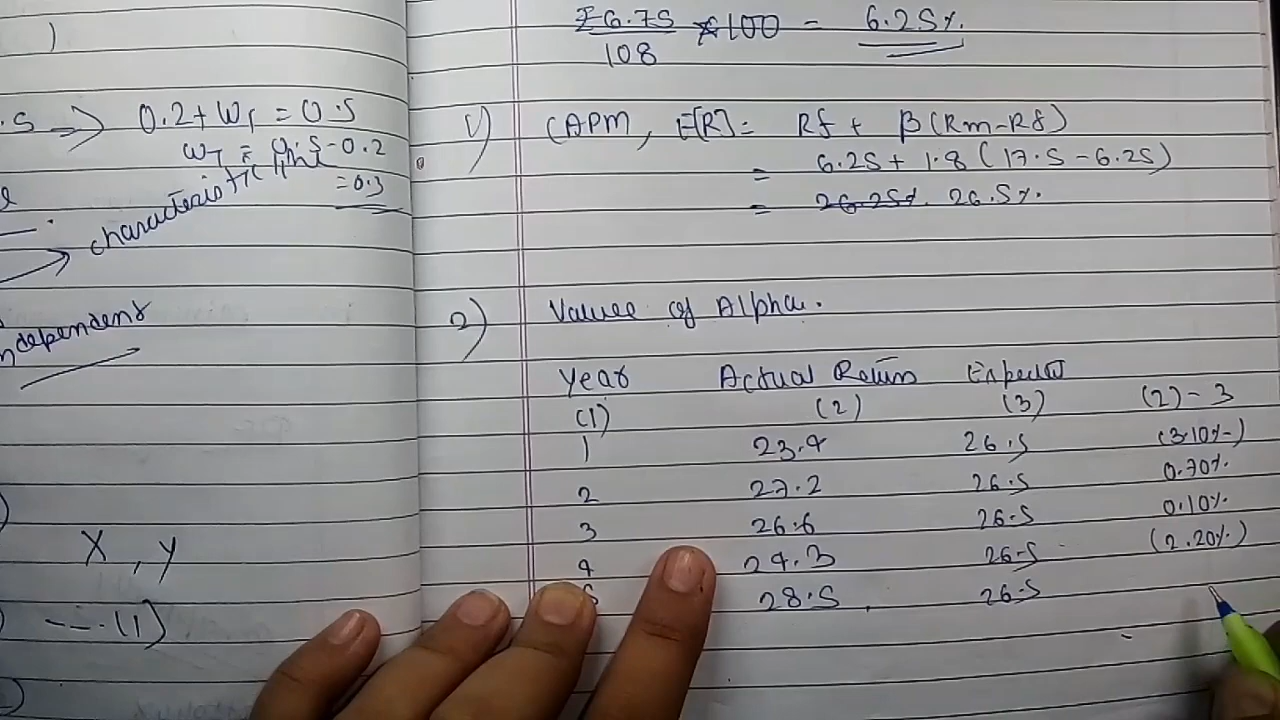 )
.5 => 0.2 + W1 = 0.5
= 0.5 - 0.2
= 0.3
characteristic line
independent
X , Y
---- (1)
₹6.75 × 100 = 6.25%.
108
1) CAPM, E(R) = Rf + β (Rm - Rf)
= 6.25 + 1.8 (17.5 - 6.25)
= 26.25%. 26.5%.
2) Values of Alpha.
Year Actual Return Expected
(1) (2) (3) (2) - 3
1 23.4 26.5 (3.10%)
2 27.2 26.5 0.70%
3 26.6 26.5 0.10%
4 24.3 26.5 (2.20%)
28.5 26.5